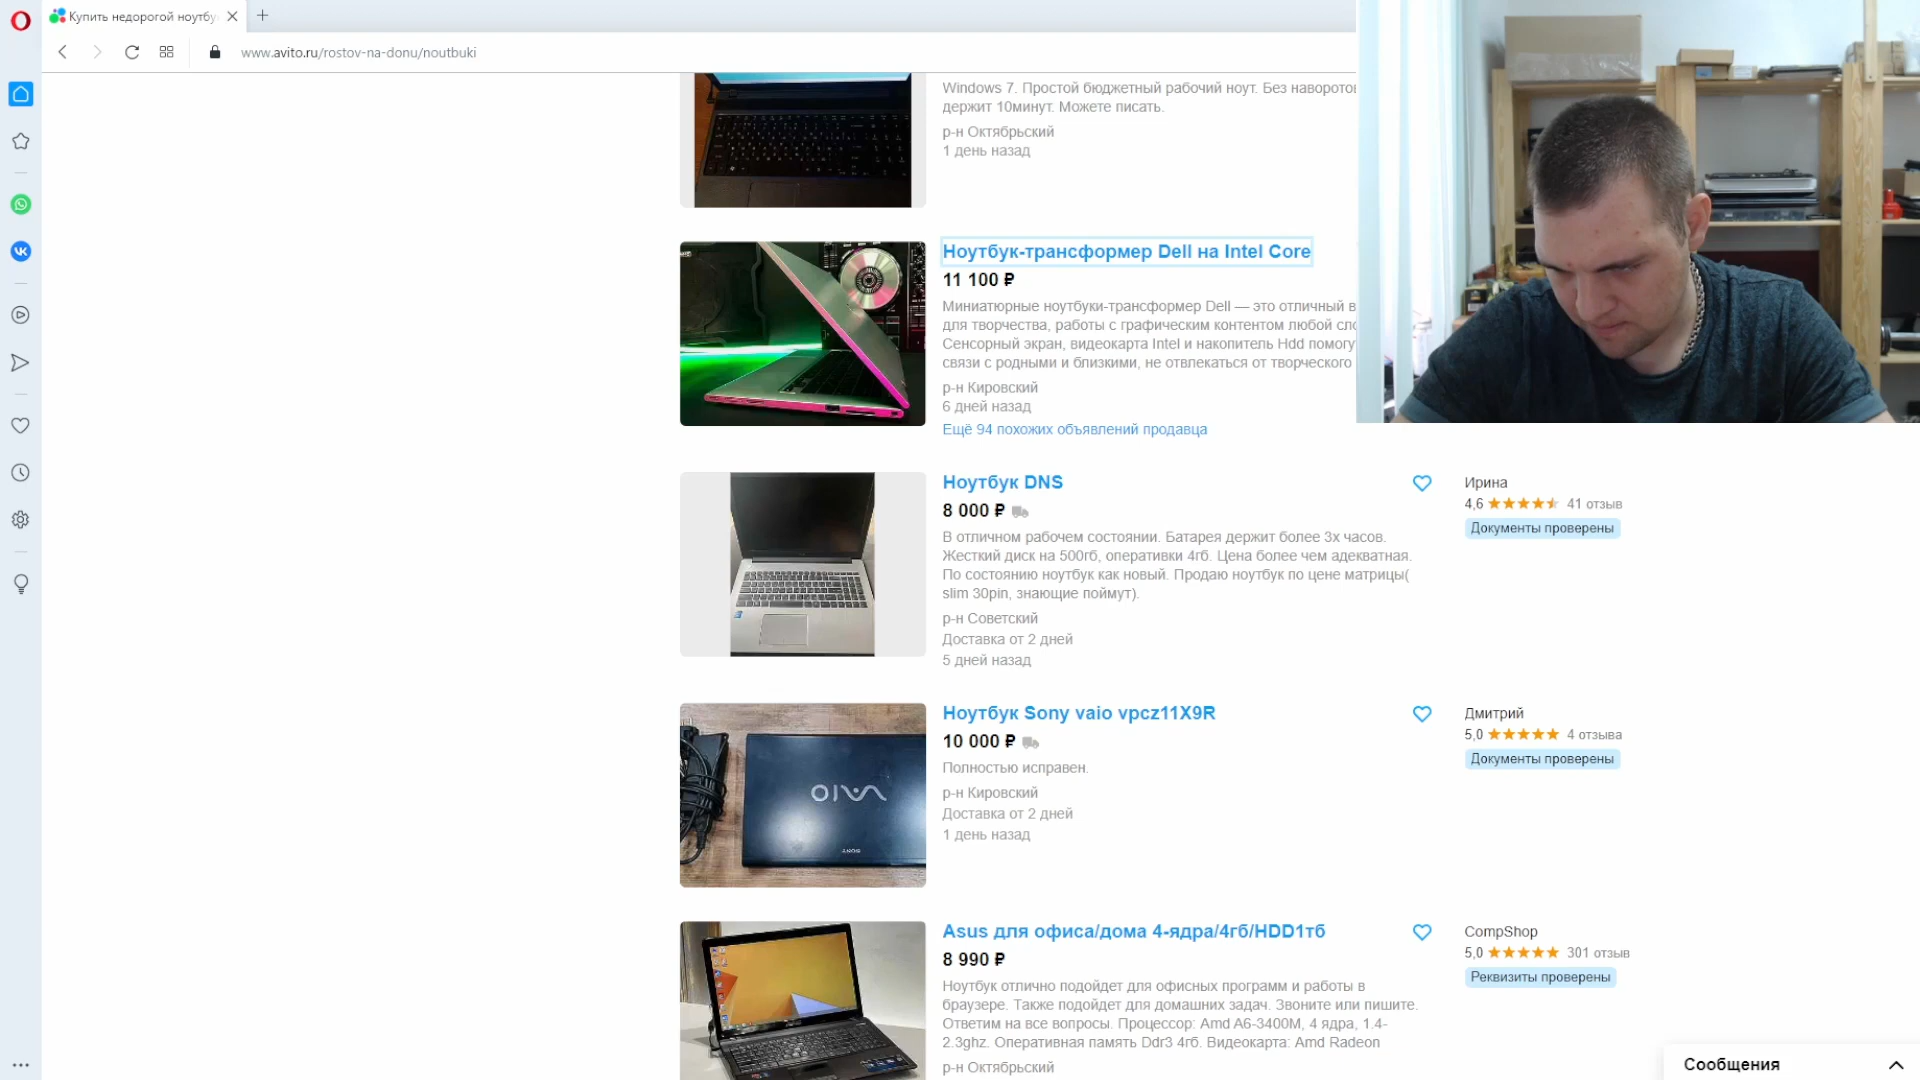 Купить недорогой ноутбу
www.avito.ru/rostov-na-donu/noutbuki
Windows 7. Простой бюджетный рабочий ноут. Без наворотов
держит 10минут. Можете писать.
р-н Октябрьский
1 день назад
Ноутбук-трансформер Dell на Intel Core
11 100 ₽
Миниатюрные ноутбуки-трансформер Dell — это отличный в
для творчества, работы с графическим контентом любой сло
Сенсорный экран, видеокарта Intel и накопитель Hdd помогу
связи с родными и близкими, не отвлекаться от творческого
р-н Кировский
6 дней назад
Ещё 94 похожих объявлений продавца
Ноутбук DNS
8 000 ₽
В отличном рабочем состоянии. Батарея держит более 3х часов.
Жесткий диск на 500гб, оперативки 4гб. Цена более чем адекватная.
По состоянию ноутбук как новый. Продаю ноутбук по цене матрицы(
slim 30pin, знающие поймут).
р-н Советский
Доставка от 2 дней
5 дней назад
Ирина
4,6 41 отзыв
Документы проверены
Ноутбук Sony vaio vpcz11X9R
10 000 ₽
Полностью исправен.
р-н Кировский
Доставка от 2 дней
1 день назад
Дмитрий
5,0 4 отзыва
Документы проверены
VAIO
SONY
Asus для офиса/дома 4-ядра/4гб/HDD1тб
8 990 ₽
Ноутбук отлично подойдет для офисных программ и работы в
браузере. Также подойдет для домашних задач. Звоните или пишите.
Ответим на все вопросы. Процессор: Amd A6-3400M, 4 ядра, 1.4-
2.3ghz. Оперативная память Ddr3 4гб. Видеокарта: Amd Radeon
р-н Октябрьский
CompShop
5,0 301 отзыв
Реквизиты проверены
Сообщения